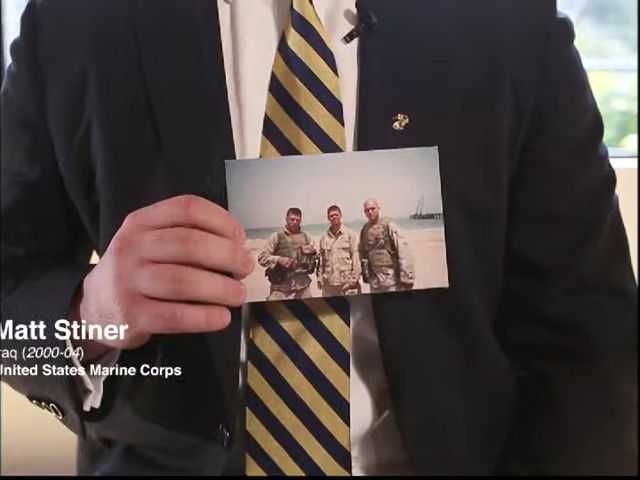 Matt Stiner
raq (2000-04)
United States Marine Corps